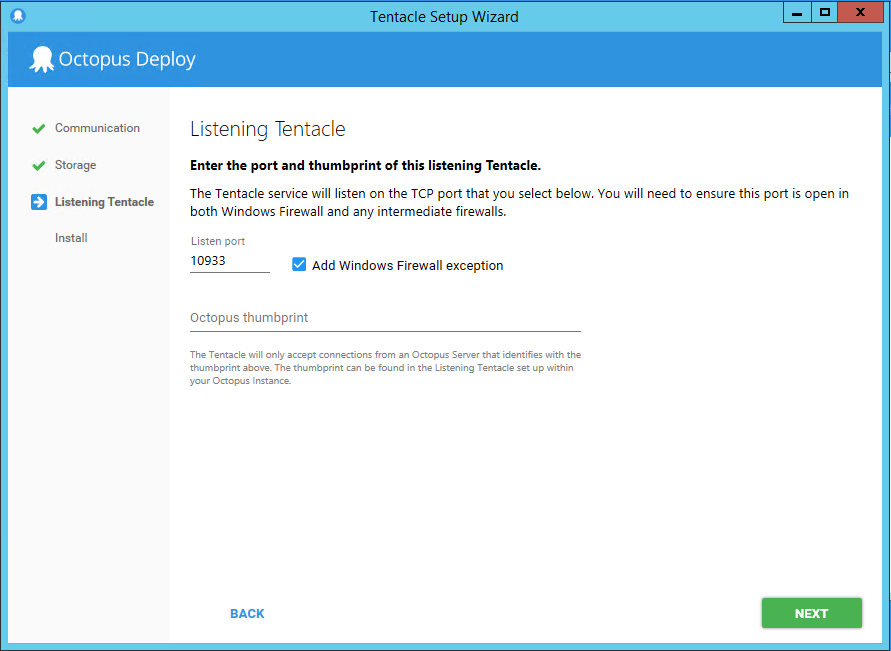 Tentacle Setup Wizard
Octopus Deploy
Communication
Storage
Listening Tentacle
Install
Listening Tentacle
Enter the port and thumbprint of this listening Tentacle.
The Tentacle service will listen on the TCP port that you select below. You will need to ensure this port is open in
both Windows Firewall and any intermediate firewalls.
Listen port
10933
Add Windows Firewall exception
Octopus thumbprint
The Tentacle will only accept connections from an Octopus Server that identifies with the
thumbprint above. The thumbprint can be found in the Listening Tentacle set up within
your Octopus Instance.
BACK
NEXT